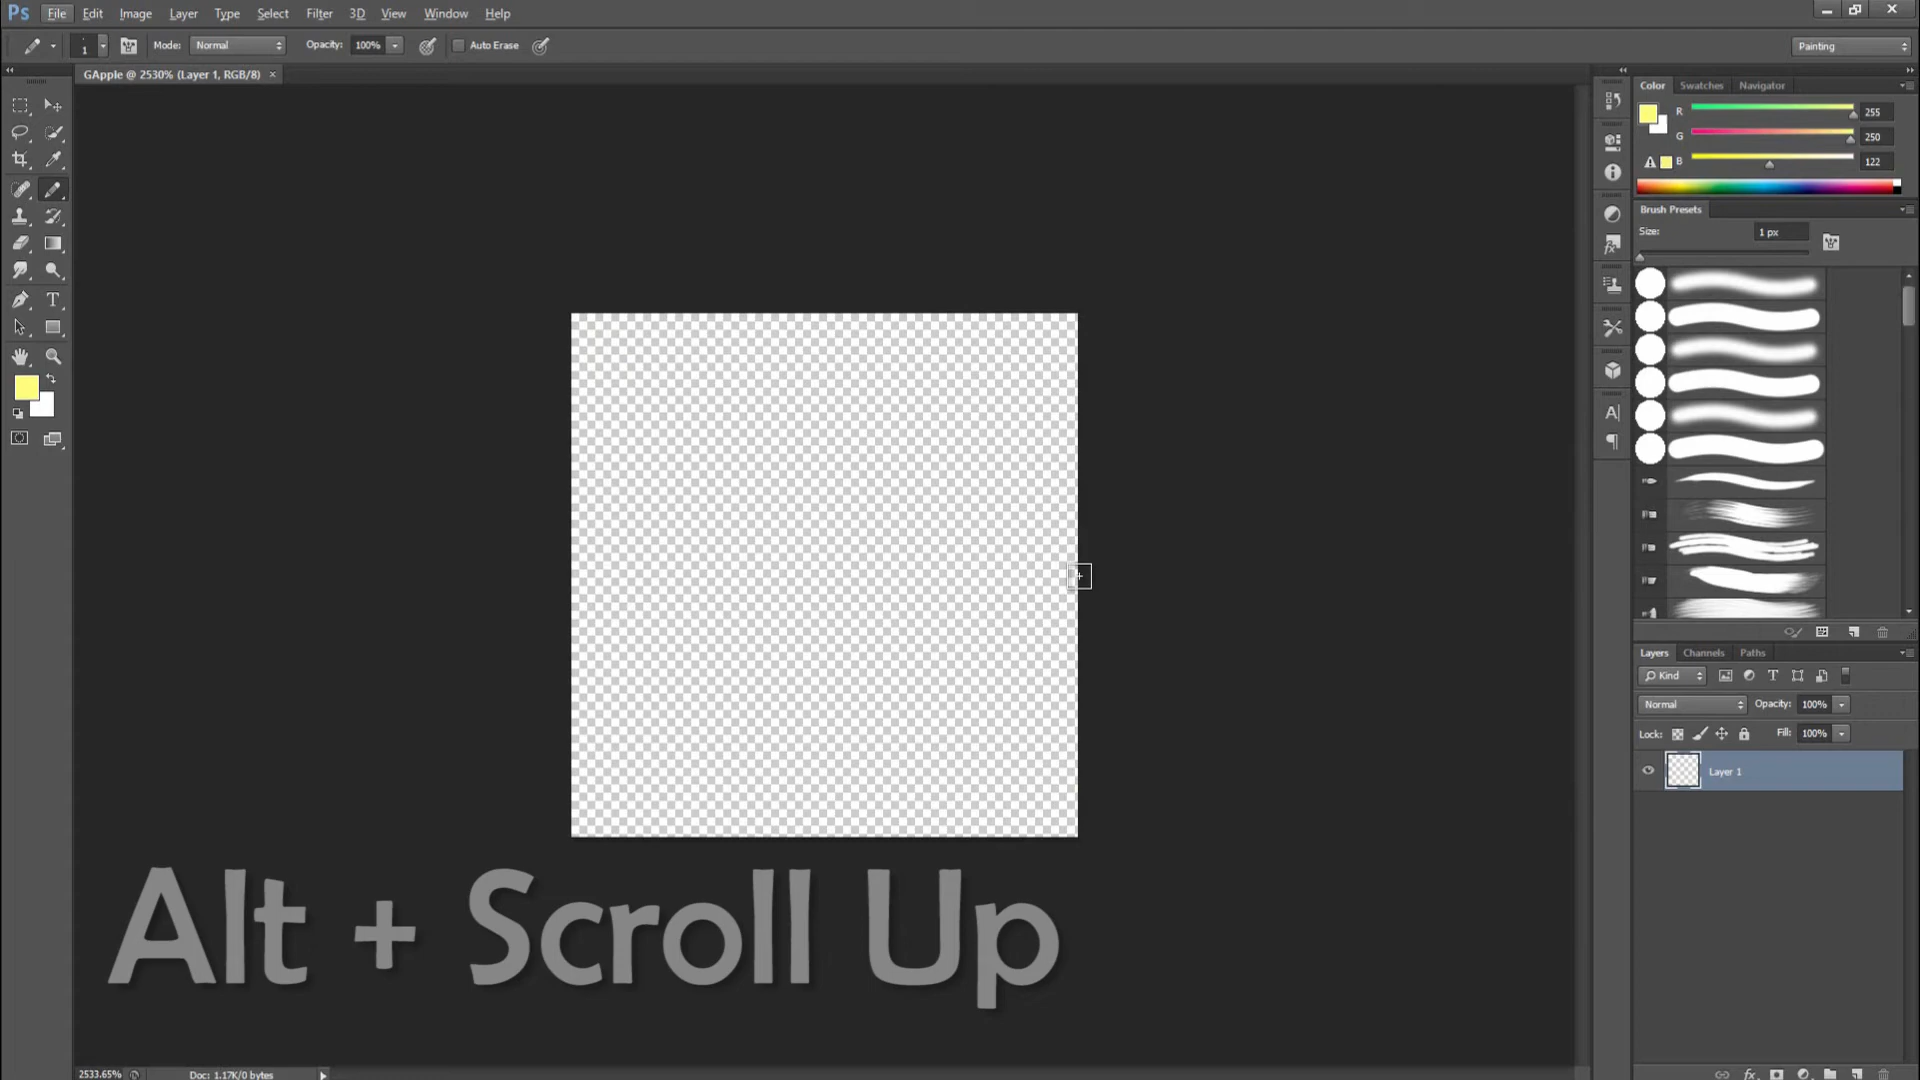 Ps File Edit Image Layer Type Select Filter 3D View Window Help
1 Mode: Normal Opacity: 100% Auto Erase Painting
GApple @ 2530% (Layer 1, RGB/8) ×
Color Swatches Navigator
R 255
G 250
B 122
Brush Presets
Size: 1 px
Layers Channels Paths
Kind
Normal Opacity: 100%
Lock: Fill: 100%
Layer 1
Alt + Scroll Up
2533.65% Doc: 1.17K/0 bytes